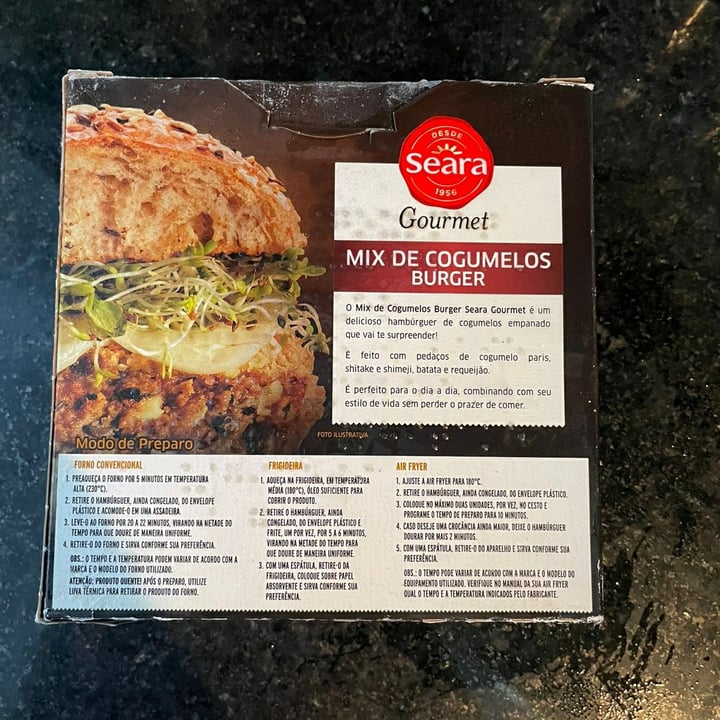 DESDE
Seara
1956
Gourmet
MIX DE COGUMELOS
BURGER
O Mix de Cogumelos Burger Seara Gourmet é um
delicioso hambúrguer de cogumelos empanado
que vai te surpreender!
É feito com pedaços de cogumelo paris,
shitake e shimeji, batata e requeijão.
É perfeito para o dia a dia, combinando com seu
estilo de vida sem perder o prazer de comer.
FOTO ILUSTRATIVA
Modo de Preparo
FORNO CONVENCIONAL
1. PREAQUEÇA O FORNO POR 5 MINUTOS EM TEMPERATURA
ALTA (230°C).
2. RETIRE O HAMBÚRGUER, AINDA CONGELADO, DO ENVELOPE
PLÁSTICO E ACOMODE-O EM UMA ASSADEIRA.
3. LEVE-O AO FORNO POR 20 A 22 MINUTOS, VIRANDO NA METADE DO
TEMPO PARA QUE DOURE DE MANEIRA UNIFORME.
4. RETIRE-O DO FORNO E SIRVA CONFORME SUA PREFERÊNCIA.
OBS.: O TEMPO E A TEMPERATURA PODEM VARIAR DE ACORDO COM A
MARCA E O MODELO DO FORNO UTILIZADO.
ATENÇÃO: PRODUTO QUENTE! APÓS O PREPARO, UTILIZE
LUVA TÉRMICA PARA RETIRAR O PRODUTO DO FORNO.
FRIGIDEIRA
1. AQUEÇA NA FRIGIDEIRA, EM TEMPERATURA
MÉDIA (180°C), ÓLEO SUFICIENTE PARA
COBRIR O PRODUTO.
2. RETIRE O HAMBÚRGUER, AINDA
CONGELADO, DO ENVELOPE PLÁSTICO E
FRITE, UM POR VEZ, POR 5 A 6 MINUTOS,
VIRANDO NA METADE DO TEMPO PARA
QUE DOURE DE MANEIRA UNIFORME.
3. COM UMA ESPÁTULA, RETIRE-O DA
FRIGIDEIRA, COLOQUE SOBRE PAPEL
ABSORVENTE E SIRVA CONFORME SUA
PREFERÊNCIA.
AIR FRYER
1. AJUSTE A AIR FRYER PARA 180°C.
2. RETIRE O HAMBÚRGUER, AINDA CONGELADO, DO ENVELOPE PLÁSTICO.
3. COLOQUE NO MÁXIMO DUAS UNIDADES, POR VEZ, NO CESTO E
PROGRAME O TEMPO DE PREPARO PARA 10 MINUTOS.
4. CASO DESEJE UMA CROCÂNCIA AINDA MAIOR, DEIXE O HAMBÚRGUER
DOURAR POR MAIS 2 MINUTOS.
5. COM UMA ESPÁTULA, RETIRE-O DO APARELHO E SIRVA CONFORME SUA
PREFERÊNCIA.
OBS.: O TEMPO PODE VARIAR DE ACORDO COM A MARCA E O MODELO DO
EQUIPAMENTO UTILIZADO. VERIFIQUE NO MANUAL DA SUA AIR FRYER
QUAL O TEMPO E A TEMPERATURA INDICADOS PELO FABRICANTE.